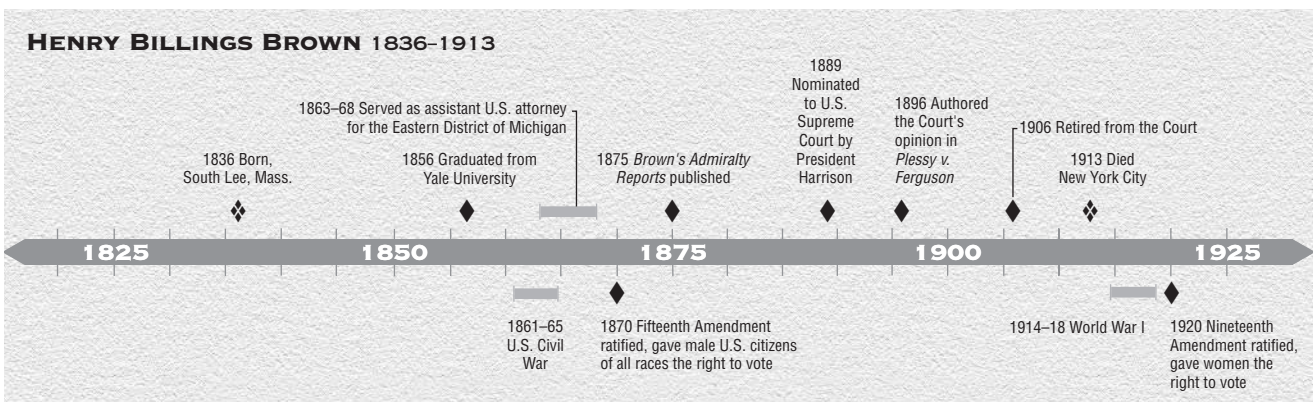 HENRY BILLINGS BROWN 1836–1913
1836 Born,
South Lee, Mass.
1856 Graduated from
Yale University
1863–68 Served as assistant U.S. attorney
for the Eastern District of Michigan
1875 Brown's Admiralty
Reports published
1889
Nominated
to U.S.
Supreme
Court by
President
Harrison
1896 Authored
the Court's
opinion in
Plessy v.
Ferguson
1906 Retired from the Court
1913 Died
New York City
1825 1850 1875 1900 1925
1861–65
U.S. Civil
War
1870 Fifteenth Amendment
ratified, gave male U.S. citizens
of all races the right to vote
1914–18 World War I
1920 Nineteenth
Amendment ratified,
gave women the
right to vote